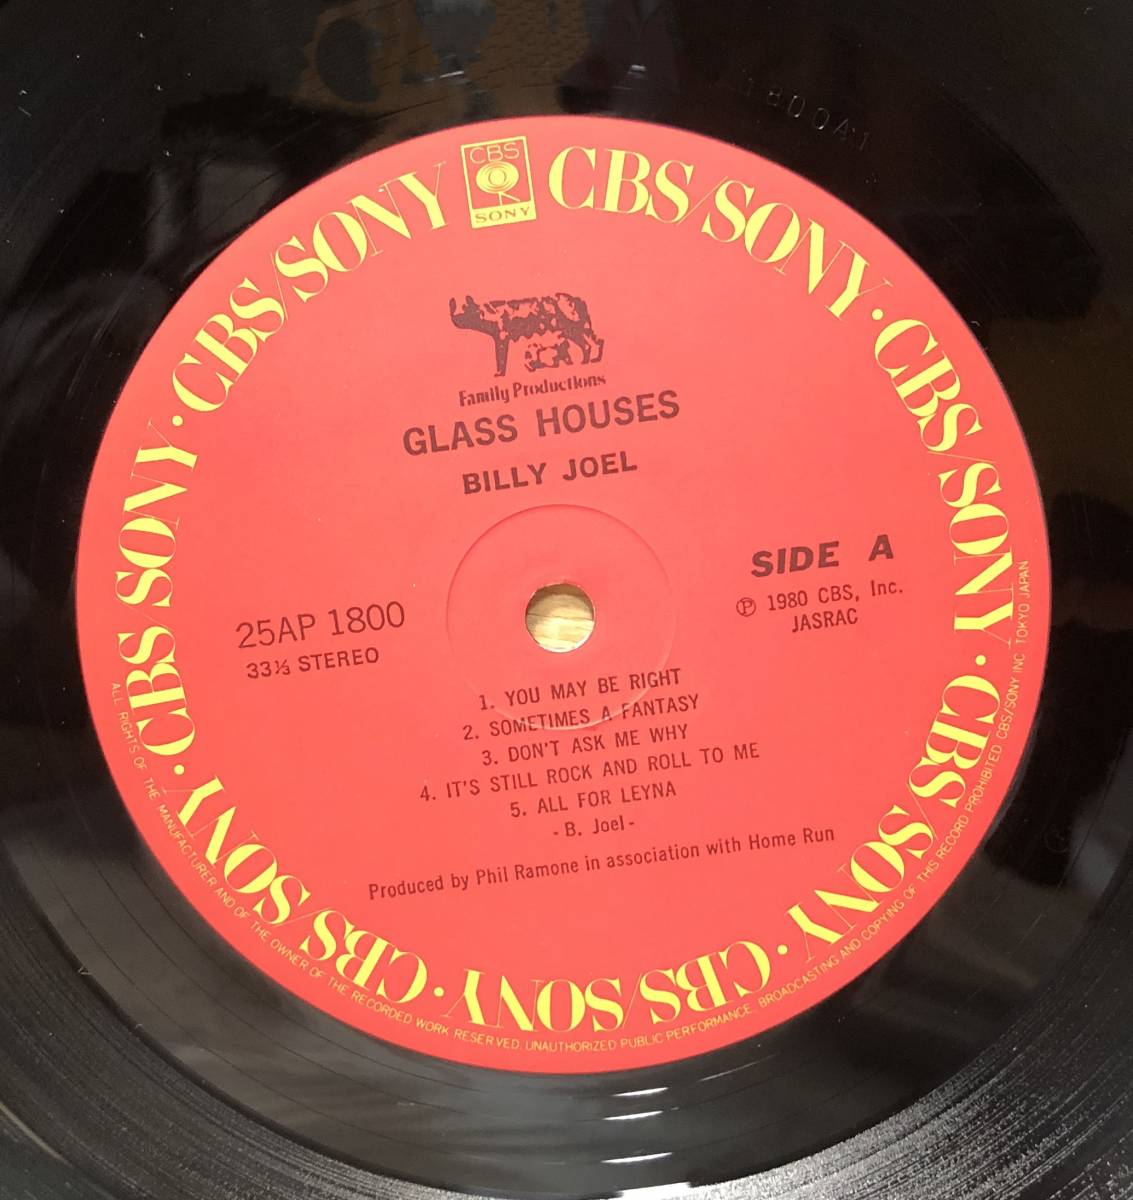 1800A1
CBS
SONY
CBS/SONY · CBS/SONY · CBS/SONY · CBS/SONY · CBS/SONY · CBS/SONY · CBS/SONY · CBS/SONY
Family Productions
GLASS HOUSES
BILLY JOEL
SIDE A
℗ 1980 CBS, Inc.
JASRAC
25AP 1800
33⅓ STEREO
1. YOU MAY BE RIGHT
2. SOMETIMES A FANTASY
3. DON'T ASK ME WHY
4. IT'S STILL ROCK AND ROLL TO ME
5. ALL FOR LEYNA
- B. Joel -
Produced by Phil Ramone in association with Home Run
ALL RIGHTS OF THE MANUFACTURER AND OF THE OWNER OF THE RECORDED WORK RESERVED. UNAUTHORIZED PUBLIC PERFORMANCE, BROADCASTING AND COPYING OF THIS RECORD PROHIBITED CBS/SONY INC TOKYO JAPAN